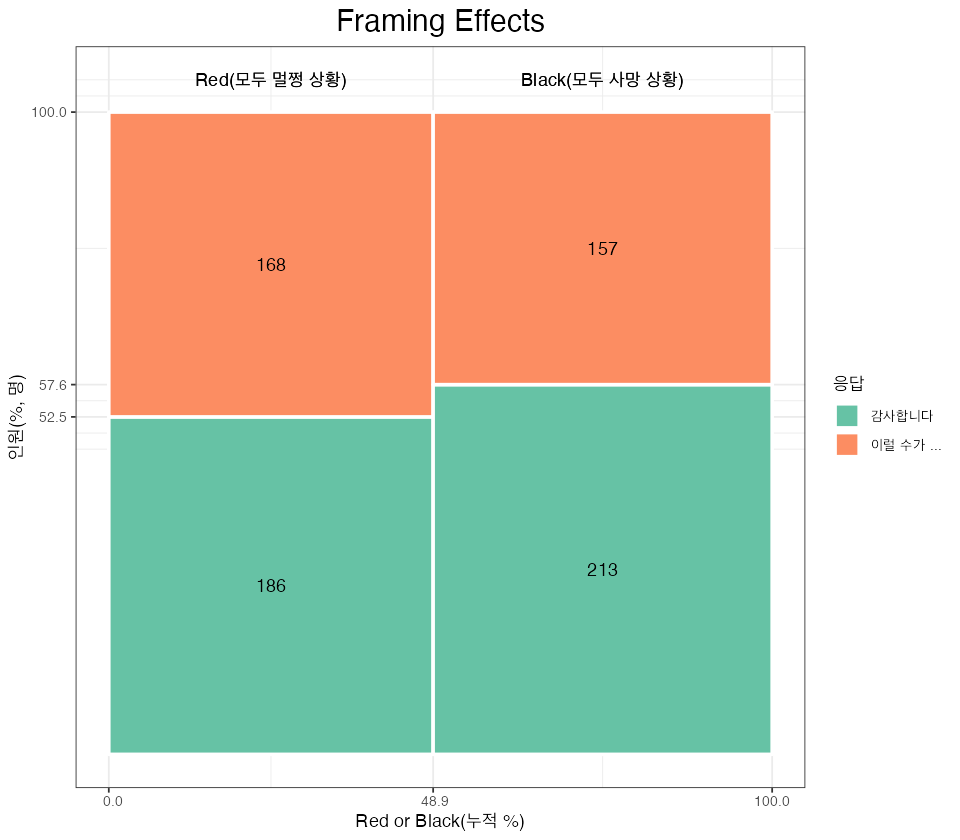 Framing Effects
Red(모두 멀쩡 상황)
Black(모두 사망 상황)
100.0
57.6
52.5
인원(%, 명)
168
157
186
213
응답
감사합니다
이럴 수가 ...
0.0
48.9
100.0
Red or Black(누적 %)